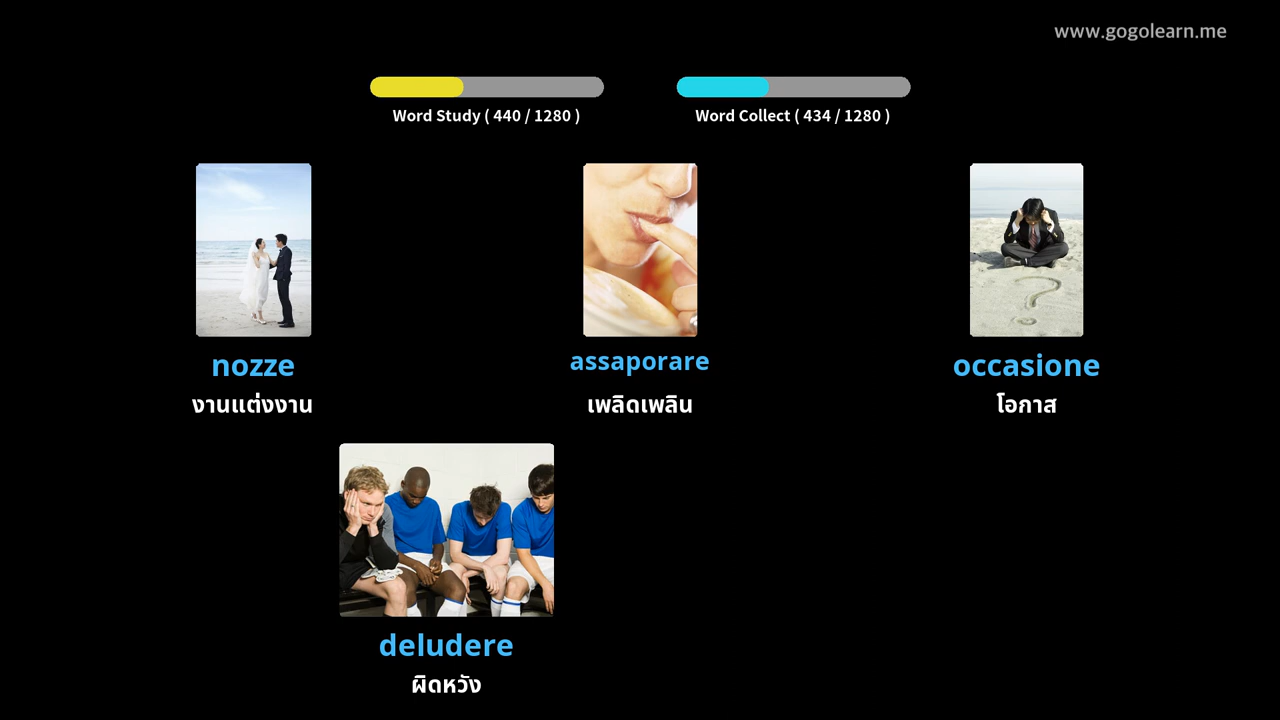 www.gogolearn.me
Word Study ( 440 / 1280 )
Word Collect ( 434 / 1280 )
nozze
งานแต่งงาน
assaporare
เพลิดเพลิน
occasione
โอกาส
deludere
ผิดหวัง